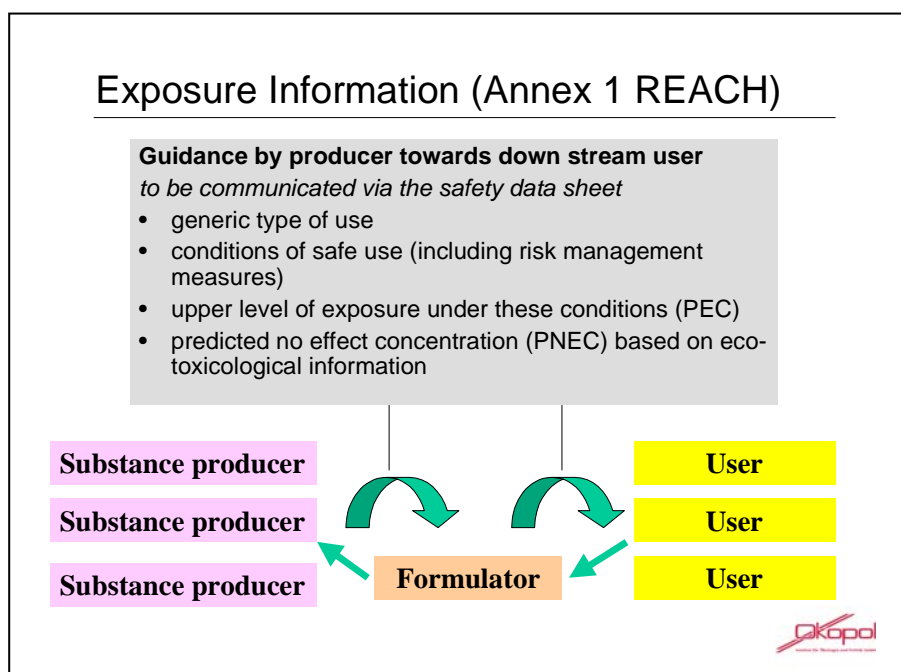 Exposure Information (Annex 1 REACH)
Guidance by producer towards down stream user
to be communicated via the safety data sheet
• generic type of use
• conditions of safe use (including risk management
measures)
• upper level of exposure under these conditions (PEC)
• predicted no effect concentration (PNEC) based on eco-
toxicological information
Substance producer
User
Substance producer
User
Substance producer
Formulator
User
Ökopol